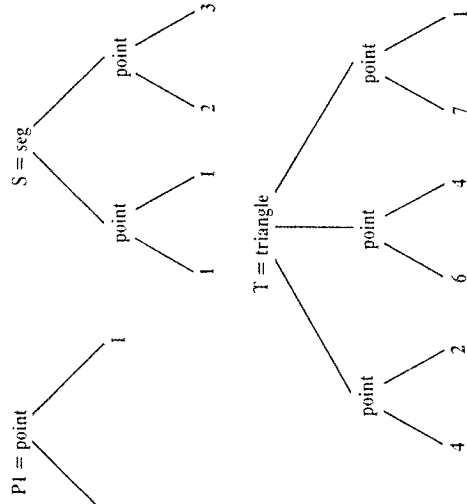 P1 = point
1
S = seg
point
point
1
1
2
3
T = triangle
point
point
point
4
2
6
4
7
1